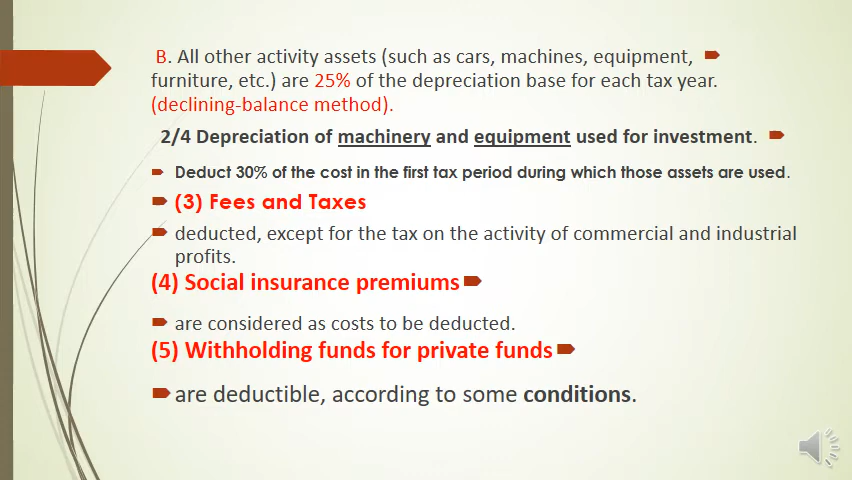 B. All other activity assets (such as cars, machines, equipment,
furniture, etc.) are 25% of the depreciation base for each tax year.
(declining-balance method).
2/4 Depreciation of machinery and equipment used for investment.
Deduct 30% of the cost in the first tax period during which those assets are used.
(3) Fees and Taxes
deducted, except for the tax on the activity of commercial and industrial
profits.
(4) Social insurance premiums
are considered as costs to be deducted.
(5) Withholding funds for private funds
are deductible, according to some conditions.